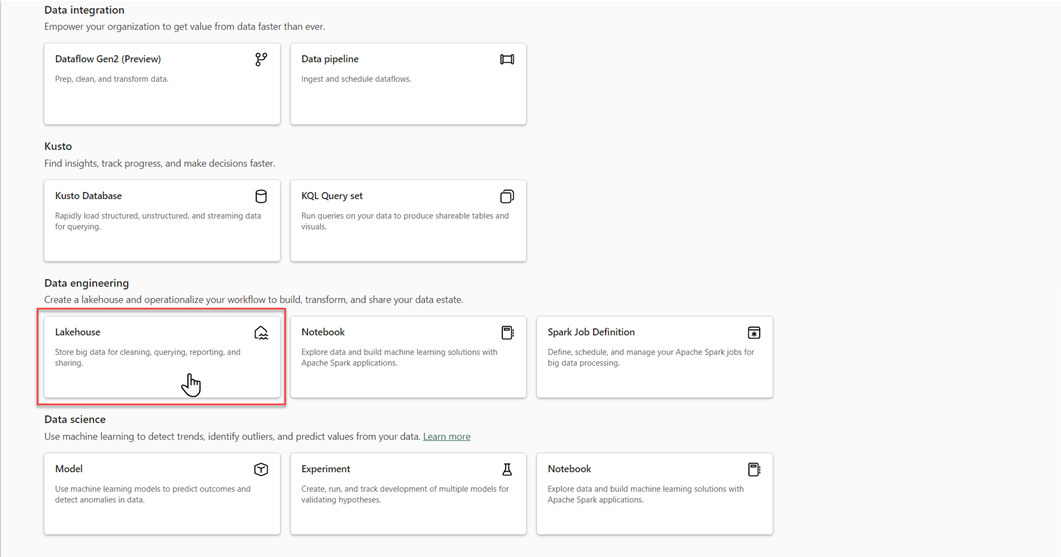 Data integration
Empower your organization to get value from data faster than ever.
Dataflow Gen2 (Preview)
Prep, clean, and transform data.
Data pipeline
Ingest and schedule dataflows.
Kusto
Find insights, track progress, and make decisions faster.
Kusto Database
Rapidly load structured, unstructured, and streaming data
for querying.
KQL Query set
Run queries on your data to produce shareable tables and
visuals.
Data engineering
Create a lakehouse and operationalize your workflow to build, transform, and share your data estate.
Lakehouse
Store big data for cleaning, querying, reporting, and
sharing.
Notebook
Explore data and build machine learning solutions with
Apache Spark applications.
Spark Job Definition
Define, schedule, and manage your Apache Spark jobs for
big data processing.
Data science
Use machine learning to detect trends, identify outliers, and predict values from your data. Learn more
Model
Use machine learning models to predict outcomes and
detect anomalies in data.
Experiment
Create, run, and track development of multiple models for
validating hypotheses.
Notebook
Explore data and build machine learning solutions with
Apache Spark applications.